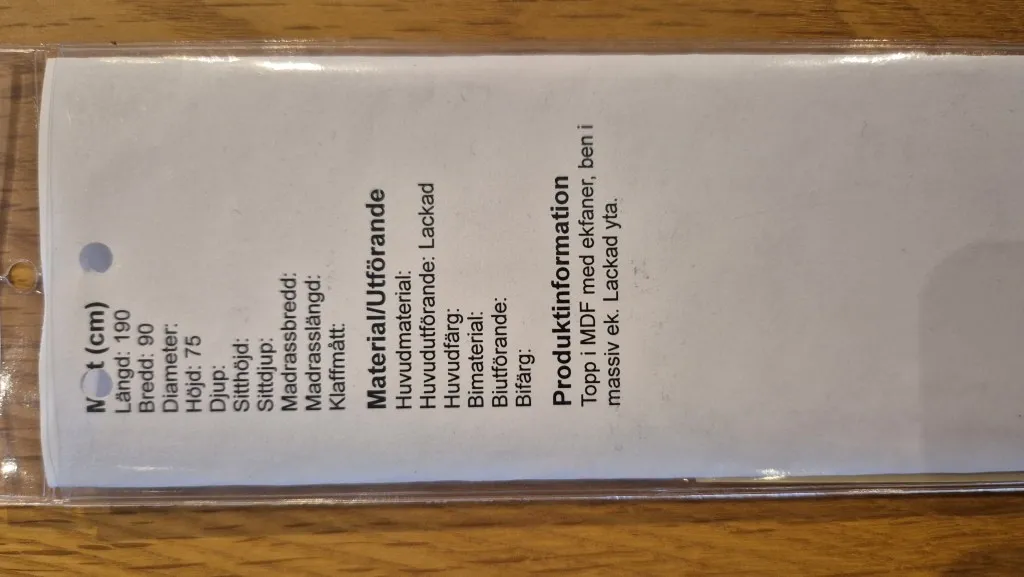 (cm)
Längd: 190
Bredd: 90
Diameter:
Höjd: 75
Djup:
Sitthöjd:
Sittdjup:
Madrassbredd:
Madrasslängd:
Klaffmått:
Material/Utförande
Huvudmaterial:
Huvudutförande: Lackad
Huvudfärg:
Bimaterial:
Biutförande:
Bifärg:
Produktinformation
Topp i MDF med ekfaner, ben i
massiv ek. Lackad yta.